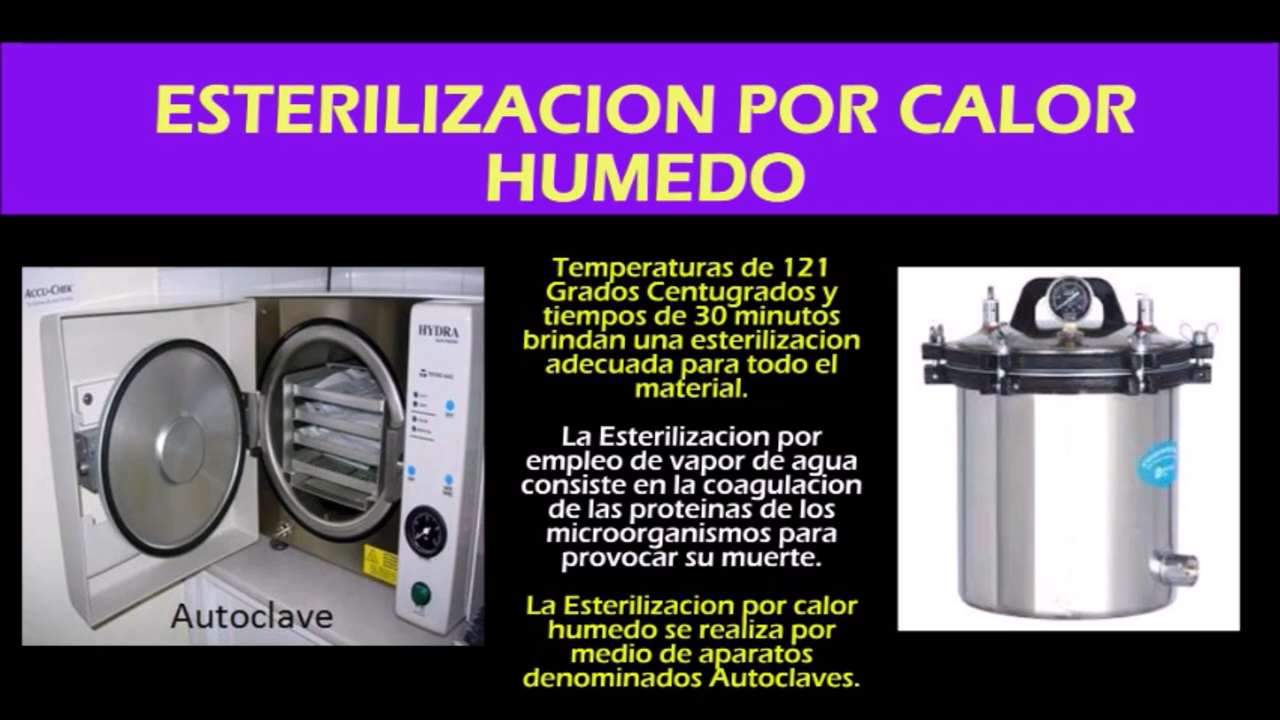 ESTERILIZACION POR CALOR
HUMEDO
ACCU-CHEK
HYDRA
Autoclave
Temperaturas de 121
Grados Centugrados y
tiempos de 30 minutos
brindan una esterilizacion
adecuada para todo el
material.
La Esterilizacion por
empleo de vapor de agua
consiste en la coagulacion
de las proteinas de los
microorganismos para
provocar su muerte.
La Esterilizacion por calor
humedo se realiza por
medio de aparatos
denominados Autoclaves.